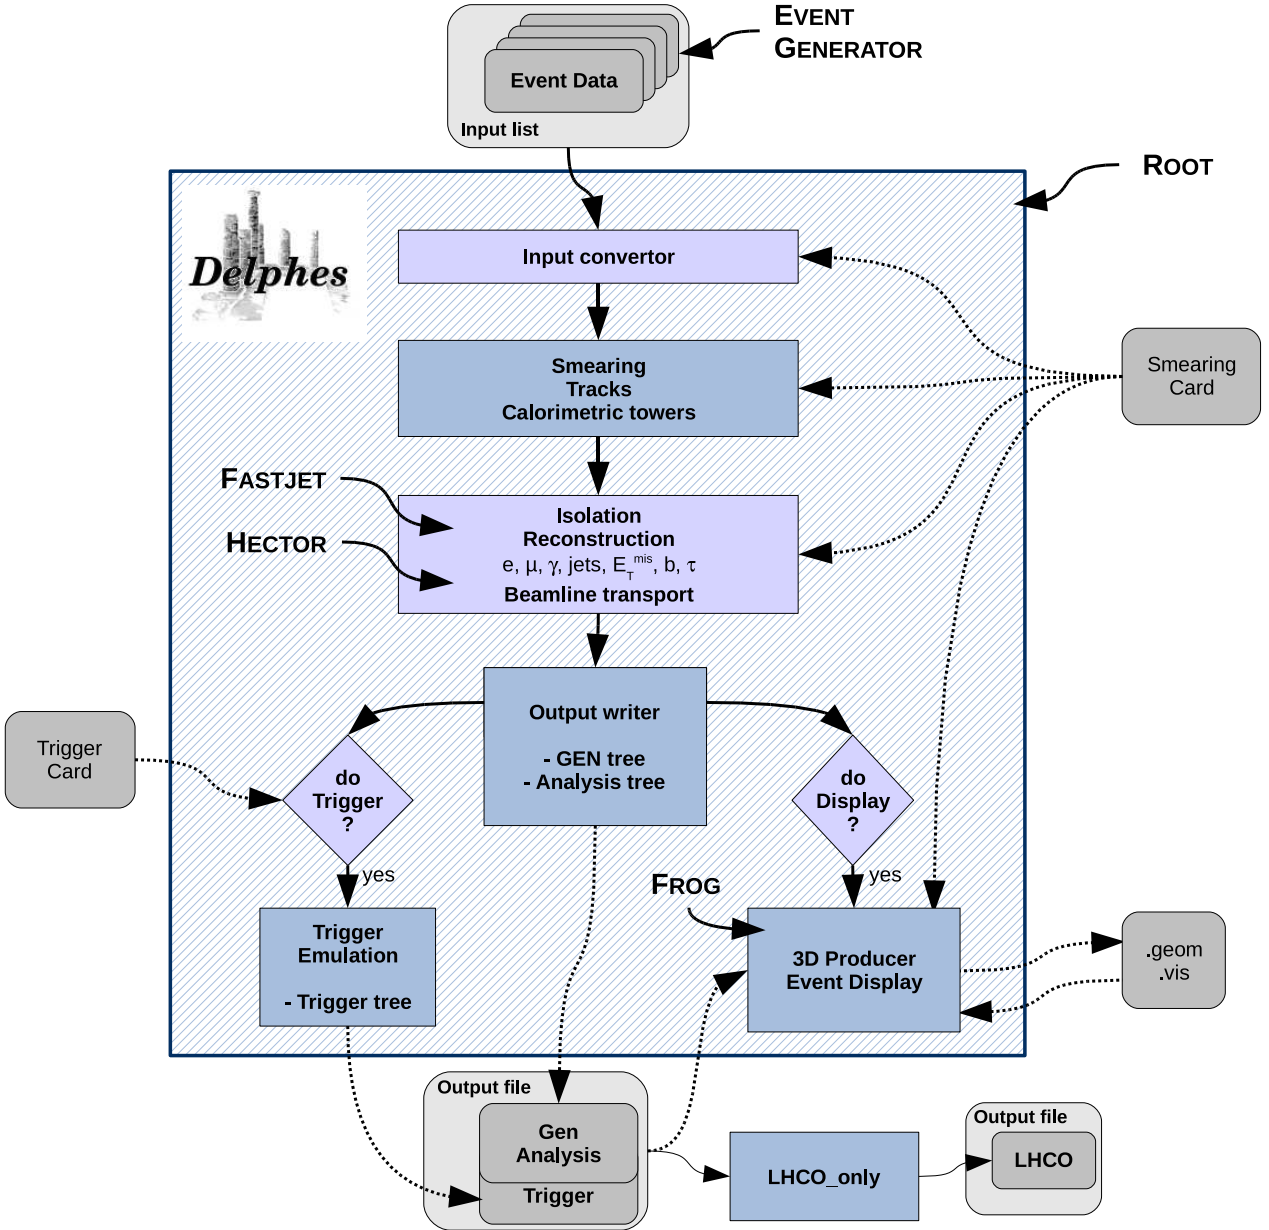 EVENT
GENERATOR
Event Data
Input list
ROOT
Delphes
Input convertor
Smearing
Tracks
Calorimetric towers
Smearing
Card
FASTJET
HECTOR
Isolation
Reconstruction
e, μ, γ, jets, E_T^mis, b, τ
Beamline transport
Output writer
- GEN tree
- Analysis tree
Trigger
Card
do
Trigger
?
do
Display
?
yes
yes
FROG
Trigger
Emulation
- Trigger tree
3D Producer
Event Display
.geom
.vis
Output file
Gen
Analysis
Trigger
LHCO_only
Output file
LHCO